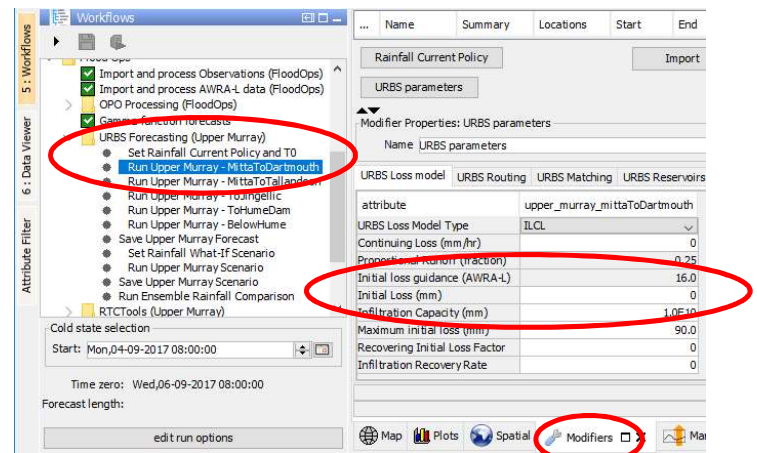 5 : Workflows
6 : Data Viewer
Attribute Filter
Workflows
Import and process Observations (FloodOps)
Import and process AWRA-L data (FloodOps)
OPO Processing (FloodOps)
Gamma function forecasts
URBS Forecasting (Upper Murray)
Set Rainfall Current Policy and T0
Run Upper Murray - MittaToDartmouth
Run Upper Murray - MittaToTallandoon
Run Upper Murray - ToJingellic
Run Upper Murray - ToHumeDam
Run Upper Murray - BelowHume
Save Upper Murray Forecast
Set Rainfall What-If Scenario
Run Upper Murray Scenario
Save Upper Murray Scenario
Run Ensemble Rainfall Comparison
RTCTools (Upper Murray)
Cold state selection
Start: Mon,04-09-2017 08:00:00
Time zero: Wed,06-09-2017 08:00:00
Forecast length:
edit run options
... Name Summary Locations Start End
Rainfall Current Policy Import
URBS parameters
Modifier Properties: URBS parameters
Name URBS parameters
URBS Loss model URBS Routing URBS Matching URBS Reservoirs
attribute upper_murray_mittaToDartmouth
URBS Loss Model Type ILCL
Continuing Loss (mm/hr) 0
Proportional Runoff (fraction) 0.25
Initial loss guidance (AWRA-L) 16.0
Initial Loss (mm) 0
Infiltration Capacity (mm) 1.0E10
Maximum initial loss (mm) 90.0
Recovering Initial Loss Factor 0
Infiltration Recovery Rate 0
Map Plots Spatial Modifiers Ma